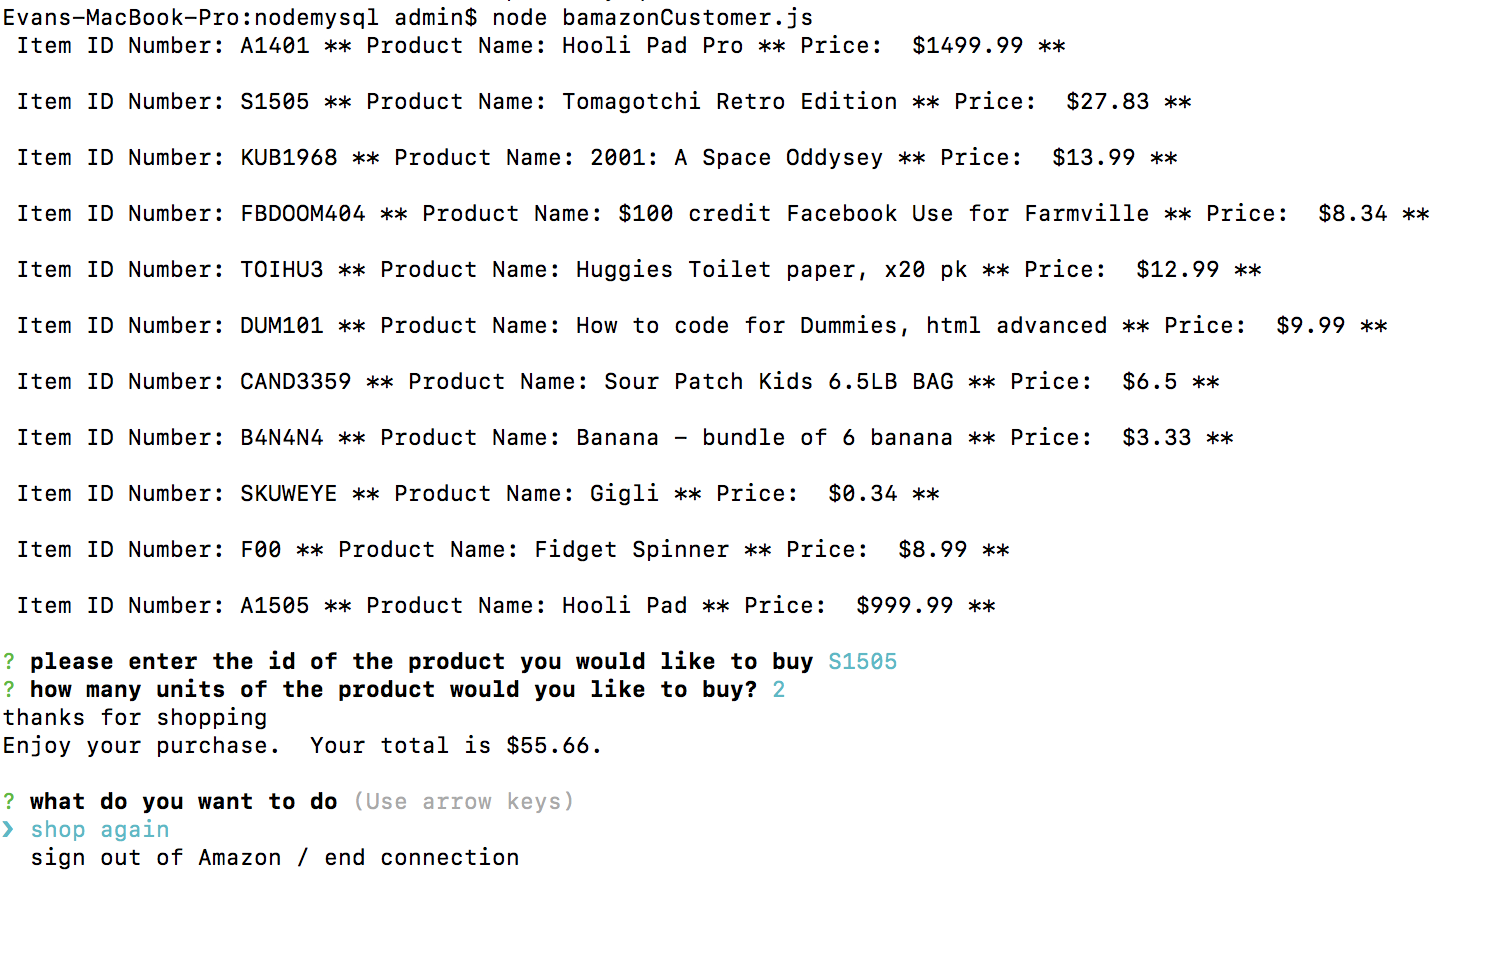 Evans-MacBook-Pro:nodemysql admin$ node bamazonCustomer.js
Item ID Number: A1401 ** Product Name: Hooli Pad Pro ** Price:  $1499.99 **
Item ID Number: S1505 ** Product Name: Tomagotchi Retro Edition ** Price:  $27.83 **
Item ID Number: KUB1968 ** Product Name: 2001: A Space Oddysey ** Price:  $13.99 **
Item ID Number: FBDOOM404 ** Product Name: $100 credit Facebook Use for Farmville ** Price:  $8.34 **
Item ID Number: TOIHU3 ** Product Name: Huggies Toilet paper, x20 pk ** Price:  $12.99 **
Item ID Number: DUM101 ** Product Name: How to code for Dummies, html advanced ** Price:  $9.99 **
Item ID Number: CAND3359 ** Product Name: Sour Patch Kids 6.5LB BAG ** Price:  $6.5 **
Item ID Number: B4N4N4 ** Product Name: Banana - bundle of 6 banana ** Price:  $3.33 **
Item ID Number: SKUWEYE ** Product Name: Gigli ** Price:  $0.34 **
Item ID Number: F00 ** Product Name: Fidget Spinner ** Price:  $8.99 **
Item ID Number: A1505 ** Product Name: Hooli Pad ** Price:  $999.99 **
? please enter the id of the product you would like to buy S1505
? how many units of the product would you like to buy? 2
thanks for shopping
Enjoy your purchase.  Your total is $55.66.
? what do you want to do (Use arrow keys)
❯ shop again
sign out of Amazon / end connection